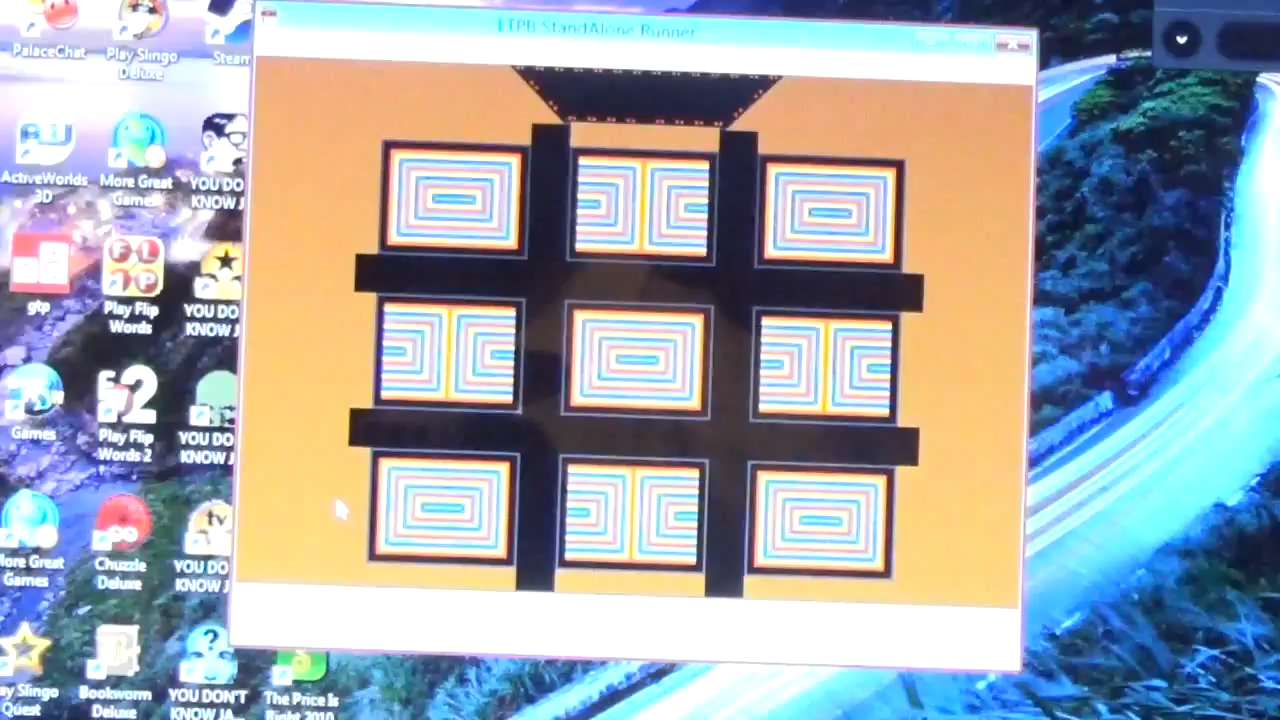 LTPB StandAlone Runner
PalaceChat
Play Slingo
Deluxe
Steam
ActiveWorlds
3D
More Great
Games
YOU DO
KNOW J
gtp
Play Flip
Words
YOU DO
KNOW J
Games
Play Flip
Words 2
YOU DO
KNOW J
More Great
Games
Chuzzle
Deluxe
YOU DO
KNOW J
ay Slingo
Quest
Bookworm
Deluxe
YOU DON'T
KNOW JA...
The Price Is
Right 2010